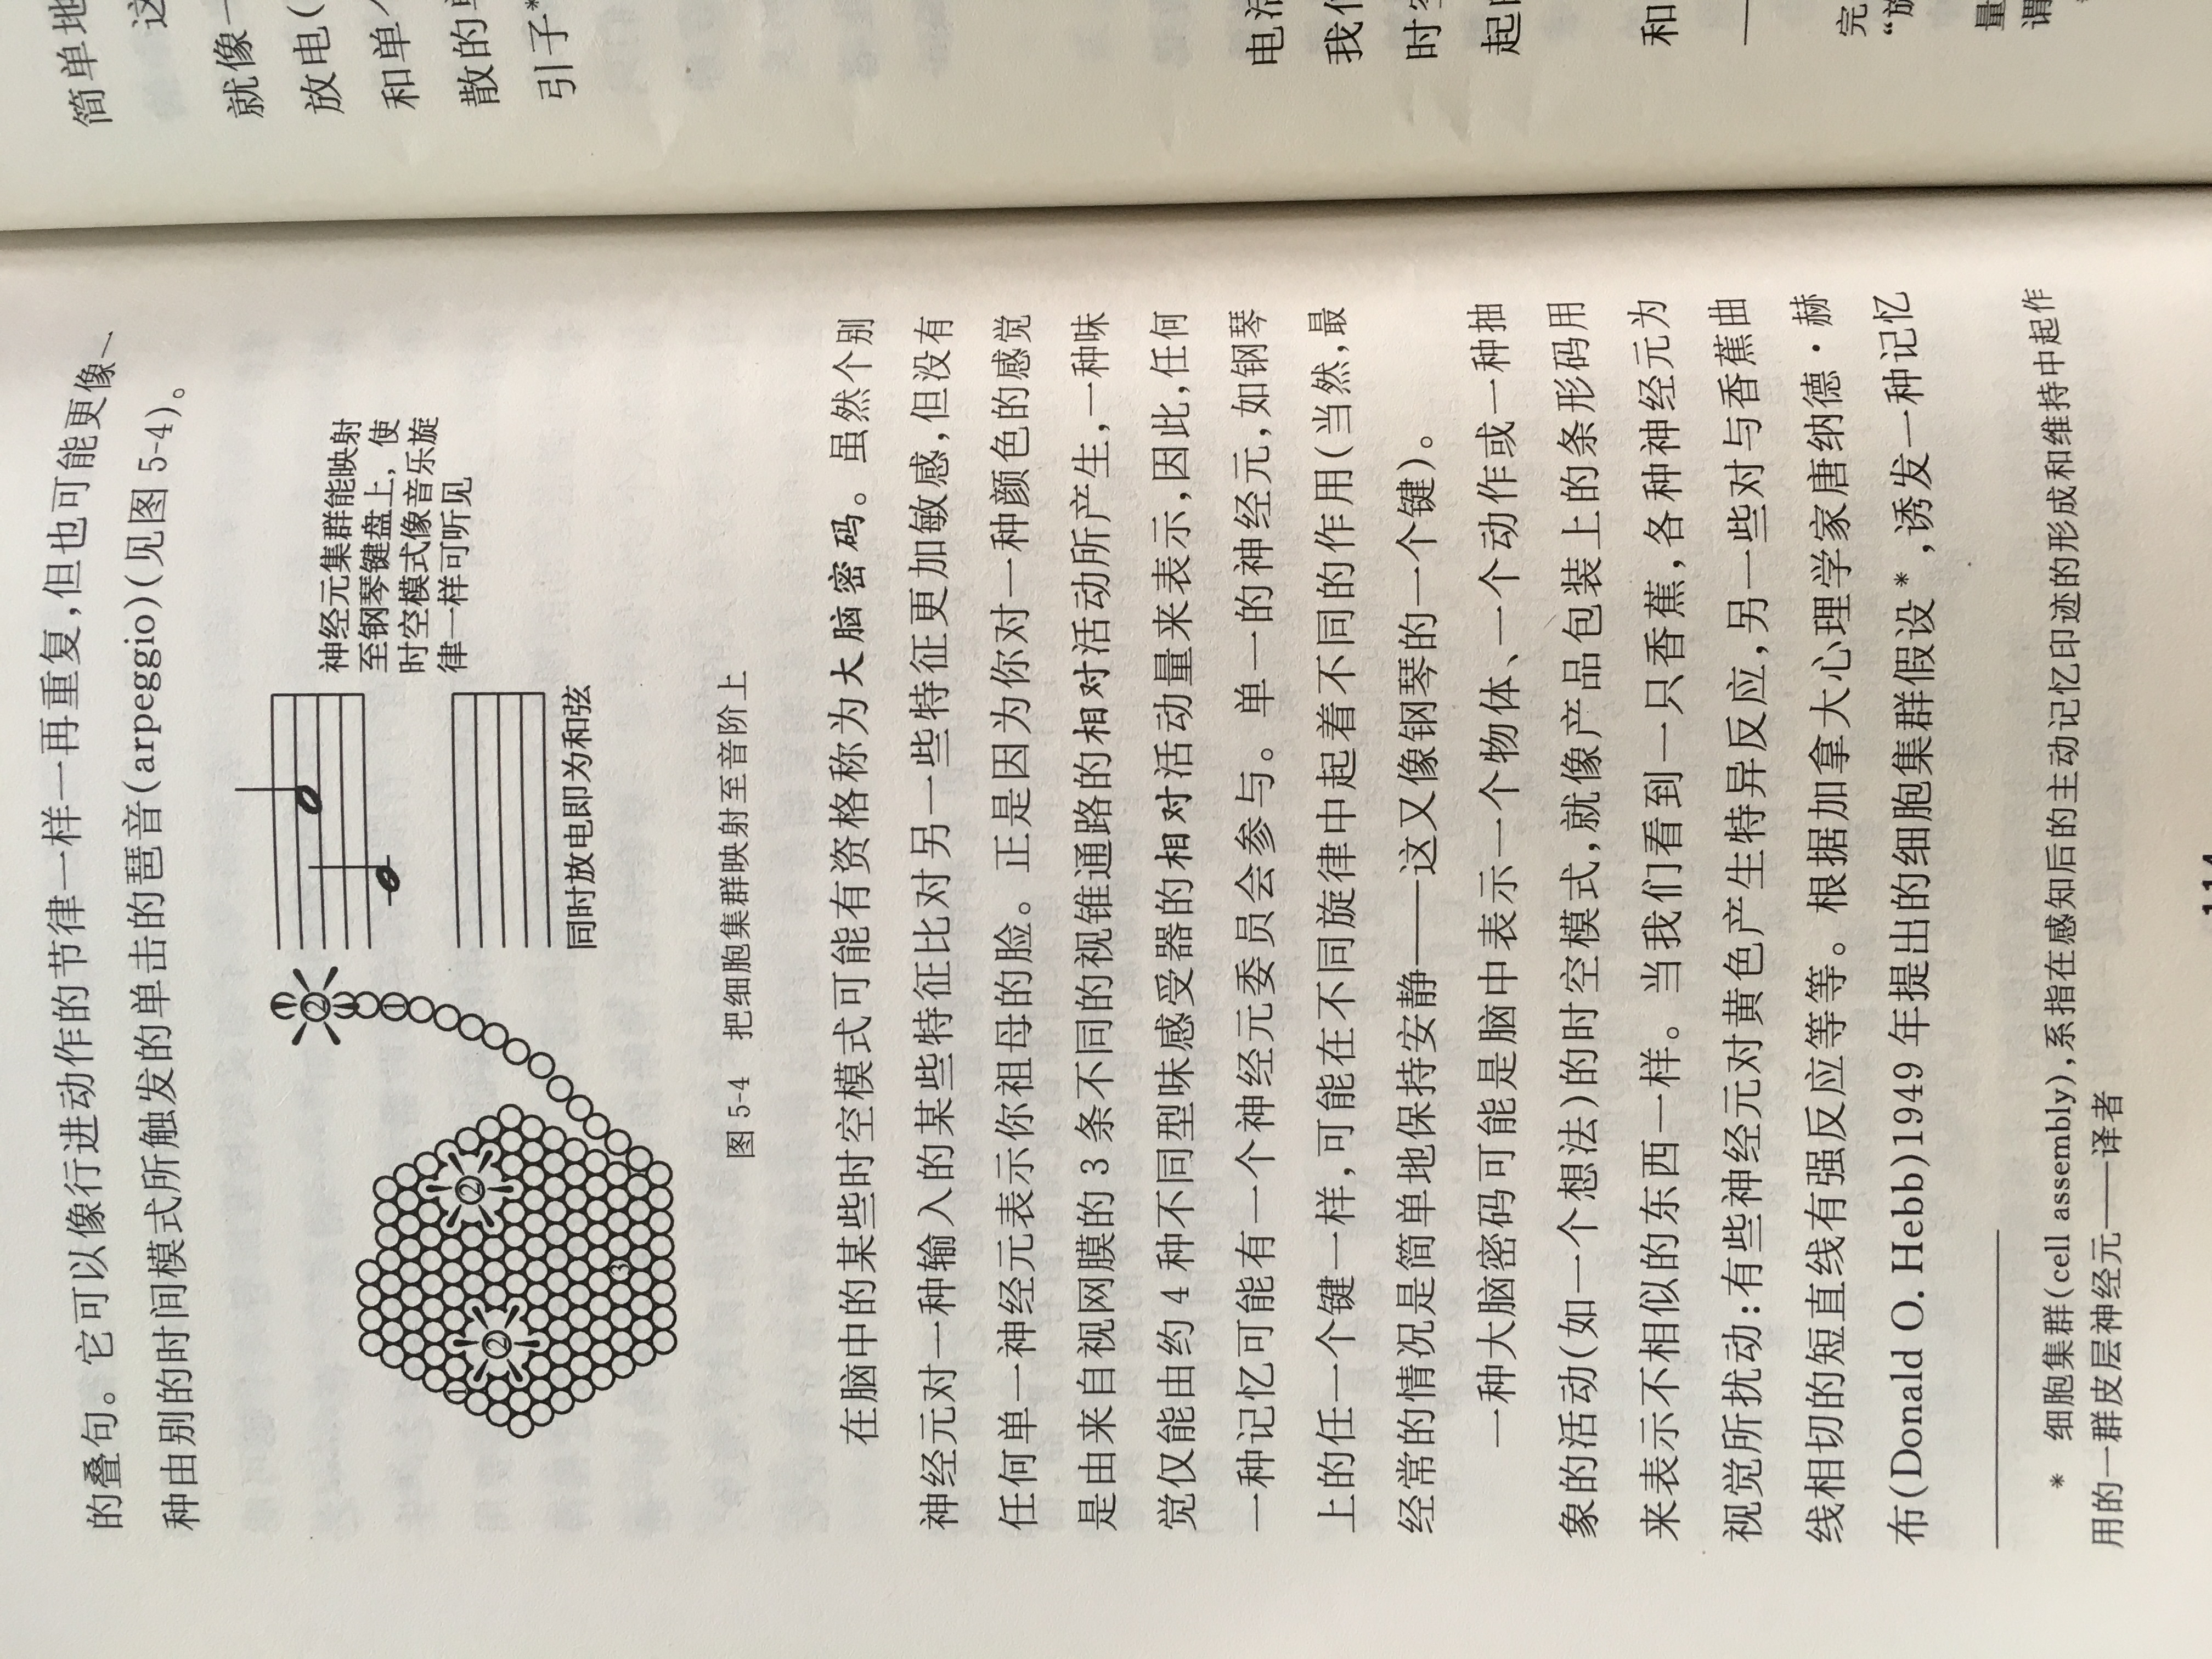 的叠句。它可以像行进动作的节律一样一再重复,但也可能更像一
种由别的时间模式所触发的单击的琶音(arpeggio)(见图 5-4)。
2
1
1
2
2
3
神经元集群能映射
至钢琴键盘上，使
时空模式像音乐旋
律一样可听见
同时放电即为和弦
图 5-4 把细胞集群映射至音阶上
在脑中的某些时空模式可能有资格称为大脑密码。虽然个别
神经元对一种输入的某些特征比对另一些特征更加敏感,但没有
任何单一神经元表示你祖母的脸。正是因为你对一种颜色的感觉
是由来自视网膜的 3 条不同的视锥通路的相对活动所产生,一种味
觉仅能由约 4 种不同型味感受器的相对活动量来表示,因此,任何
一种记忆可能有一个神经元委员会参与。单一的神经元,如钢琴
上的任一个键一样,可能在不同旋律中起着不同的作用(当然,最
经常的情况是简单地保持安静——这又像钢琴的一个键)。
一种大脑密码可能是脑中表示一个物体、一个动作或一种抽
象的活动(如一个想法)的时空模式,就像产品包装上的条形码用
来表示不相似的东西一样。当我们看到一只香蕉,各种神经元为
视觉所扰动:有些神经元对黄色产生特异反应,另一些对与香蕉曲
线相切的短直线有强反应等等。根据加拿大心理学家唐纳德·赫
布(Donald O. Hebb)1949 年提出的细胞集群假设*,诱发一种记忆
* 细胞集群(cell assembly),系指在感知后的主动记忆印迹的形成和维持中起作
用的一群皮层神经元——译者
114
简单地
这
就像一
放电(
和单个
散的单
引子*
电活
我们
时空
起的
和
完
“旋
量
谓